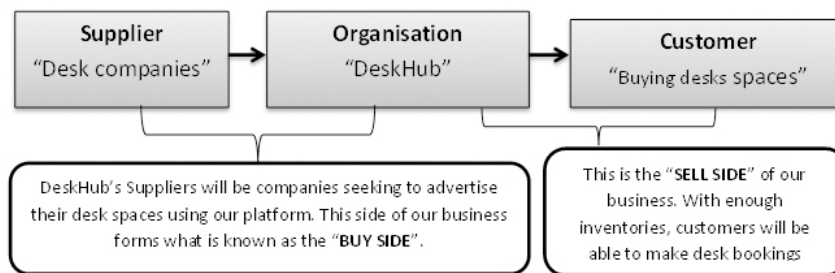 Supplier
“Desk companies”
Organisation
“DeskHub”
Customer
“Buying desks spaces”
DeskHub’s Suppliers will be companies seeking to advertise
their desk spaces using our platform. This side of our business
forms what is known as the “BUY SIDE”.
This is the “SELL SIDE” of our
business. With enough
inventories, customers will be
able to make desk bookings